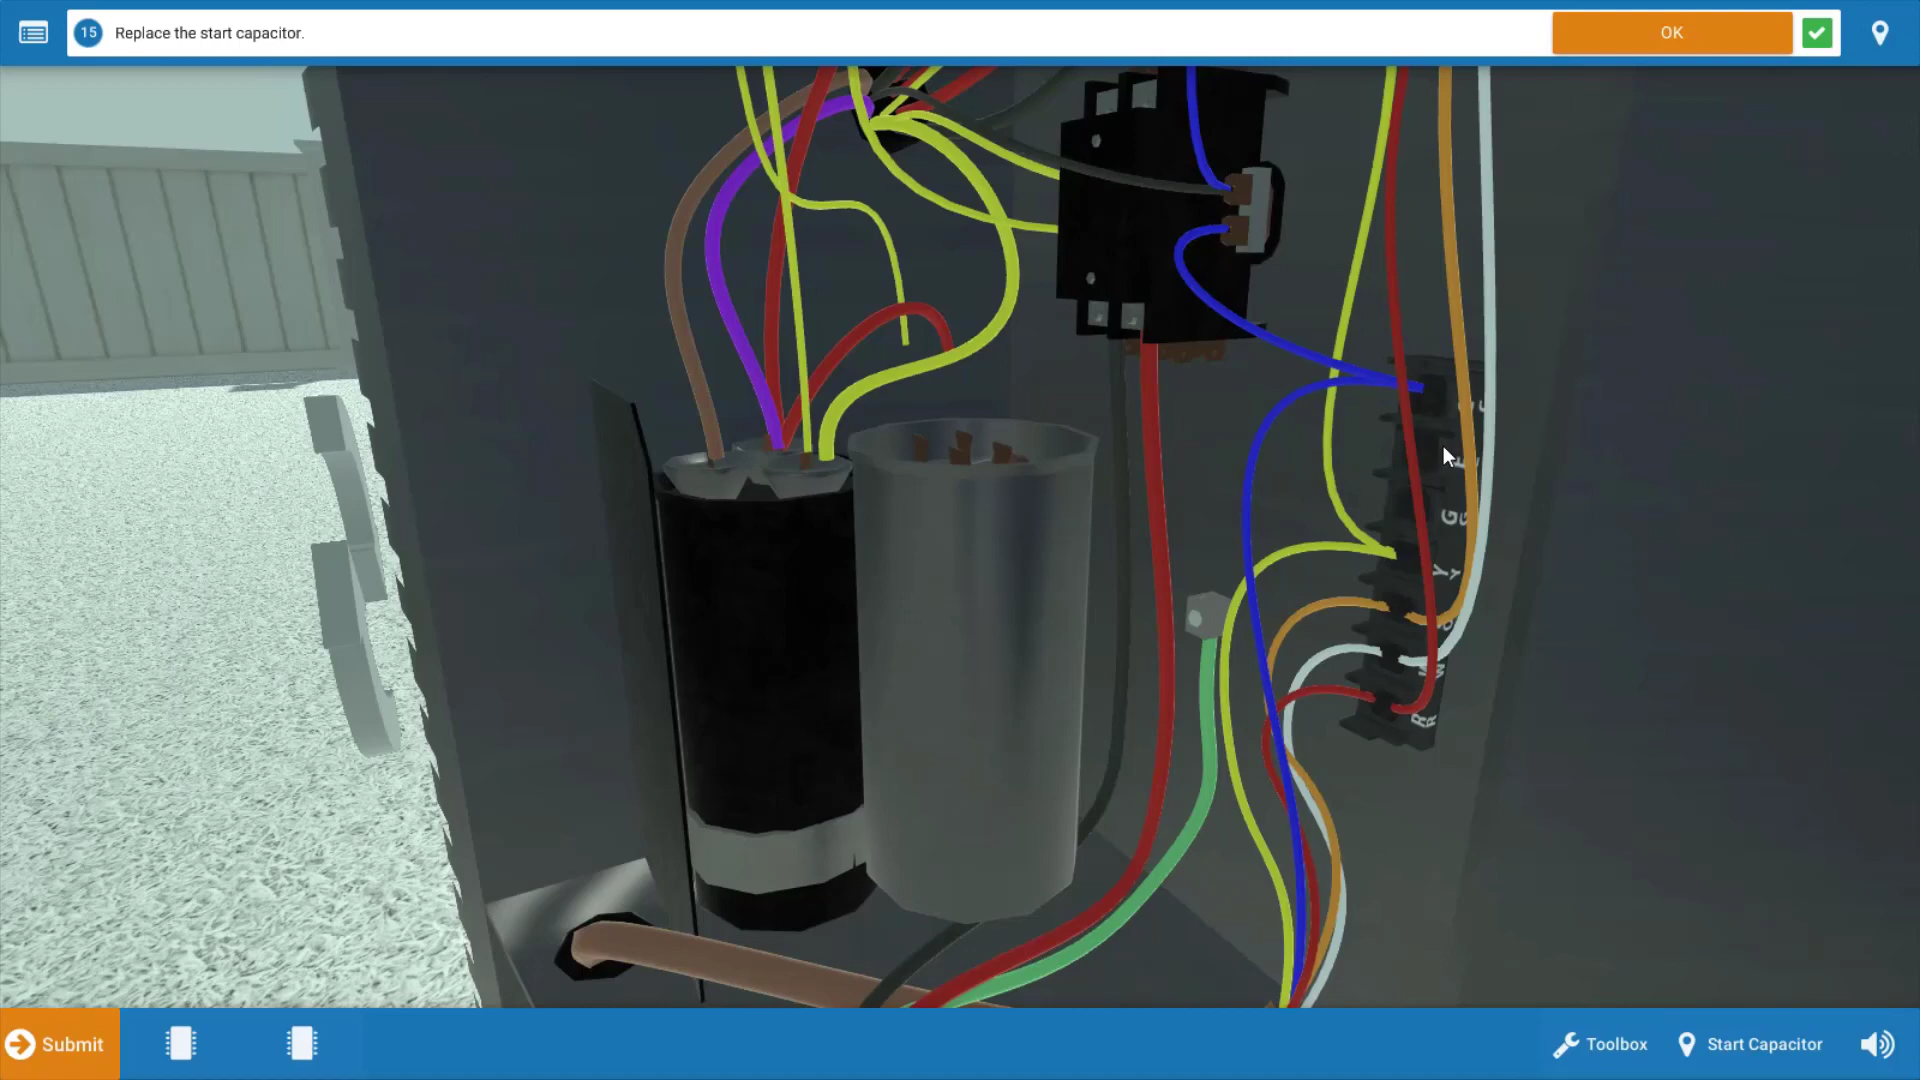 15 Replace the start capacitor.
OK
G
G
Y
Y
W
W
R
R
Submit
Toolbox
Start Capacitor